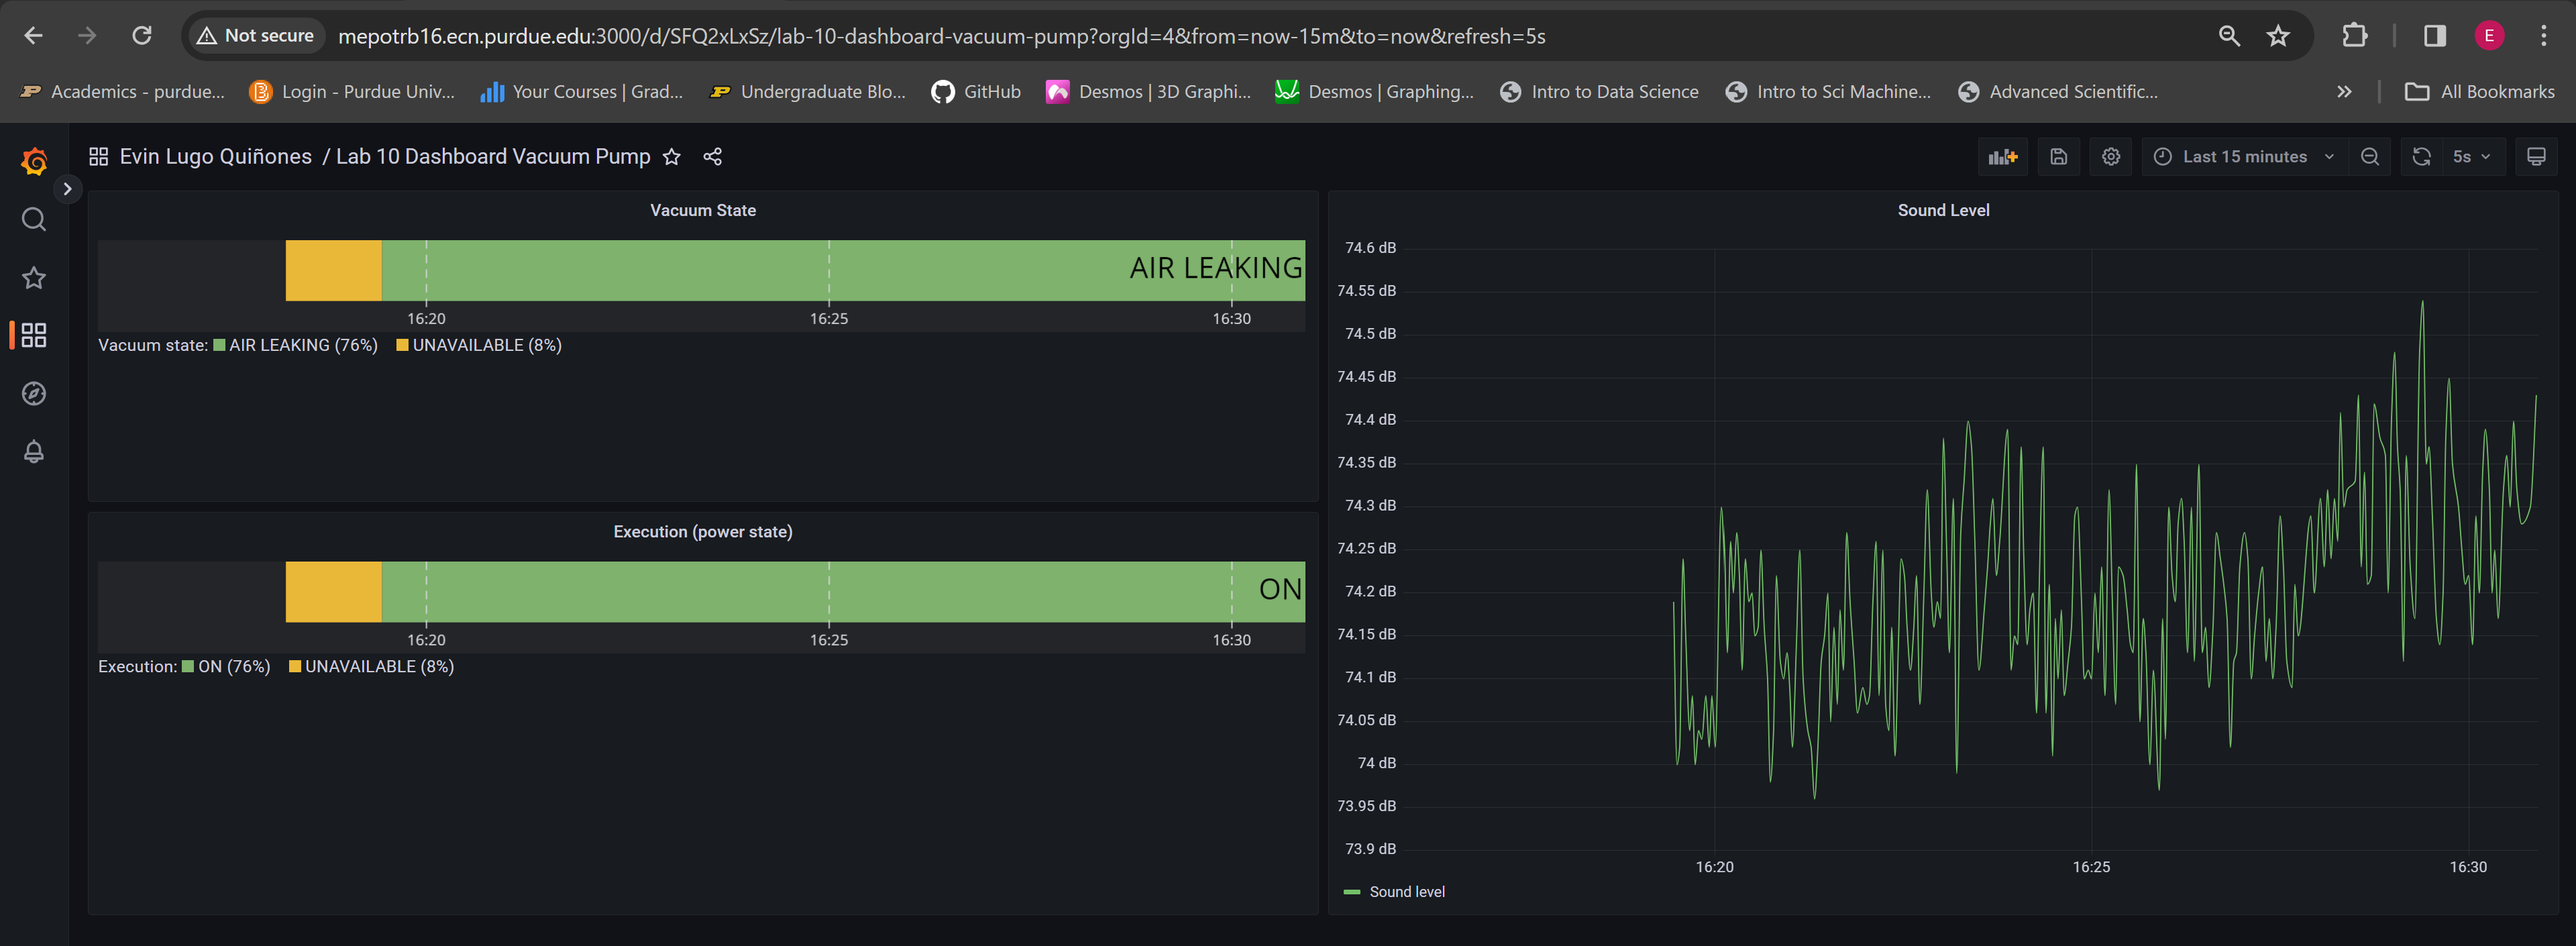 Not secure mepotrb16.ecn.purdue.edu:3000/d/SFQ2xLxSz/lab-10-dashboard-vacuum-pump?orgId=4&from=now-15m&to=now&refresh=5s E
Academics - purdue... Login - Purdue Univ... Your Courses | Grad... Undergraduate Blo... GitHub Desmos | 3D Graphi... Desmos | Graphing... Intro to Data Science Intro to Sci Machine... Advanced Scientific... All Bookmarks
Evin Lugo Quiñones / Lab 10 Dashboard Vacuum Pump Last 15 minutes 5s
Vacuum State
AIR LEAKING
16:20 16:25 16:30
Vacuum state: AIR LEAKING (76%) UNAVAILABLE (8%)
Execution (power state)
ON
16:20 16:25 16:30
Execution: ON (76%) UNAVAILABLE (8%)
Sound Level
74.6 dB
74.55 dB
74.5 dB
74.45 dB
74.4 dB
74.35 dB
74.3 dB
74.25 dB
74.2 dB
74.15 dB
74.1 dB
74.05 dB
74 dB
73.95 dB
73.9 dB
16:20 16:25 16:30
Sound level